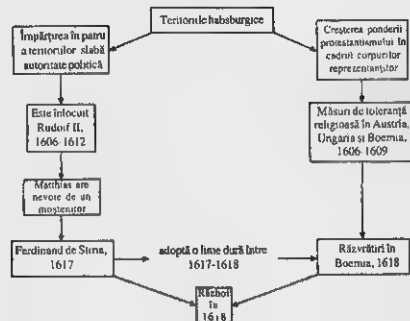 Teritoriile habsburgice
Împărțirea în patru
a teritoriilor slabă
autoritate politică
Creșterea ponderii
protestantismului în
cadrul corpurilor
reprezentanților
Este înlocuit
Rudolf II,
1606-1612
Măsuri de toleranță
religioasă în Austria,
Ungaria și Boemia,
1606-1609
Matthias are
nevoie de un
moștenitor
Ferdinand de Stiria,
1617
adoptă o linie dură între
1617-1618
Răzvrătiri în
Boemia, 1618
Război
în
1618